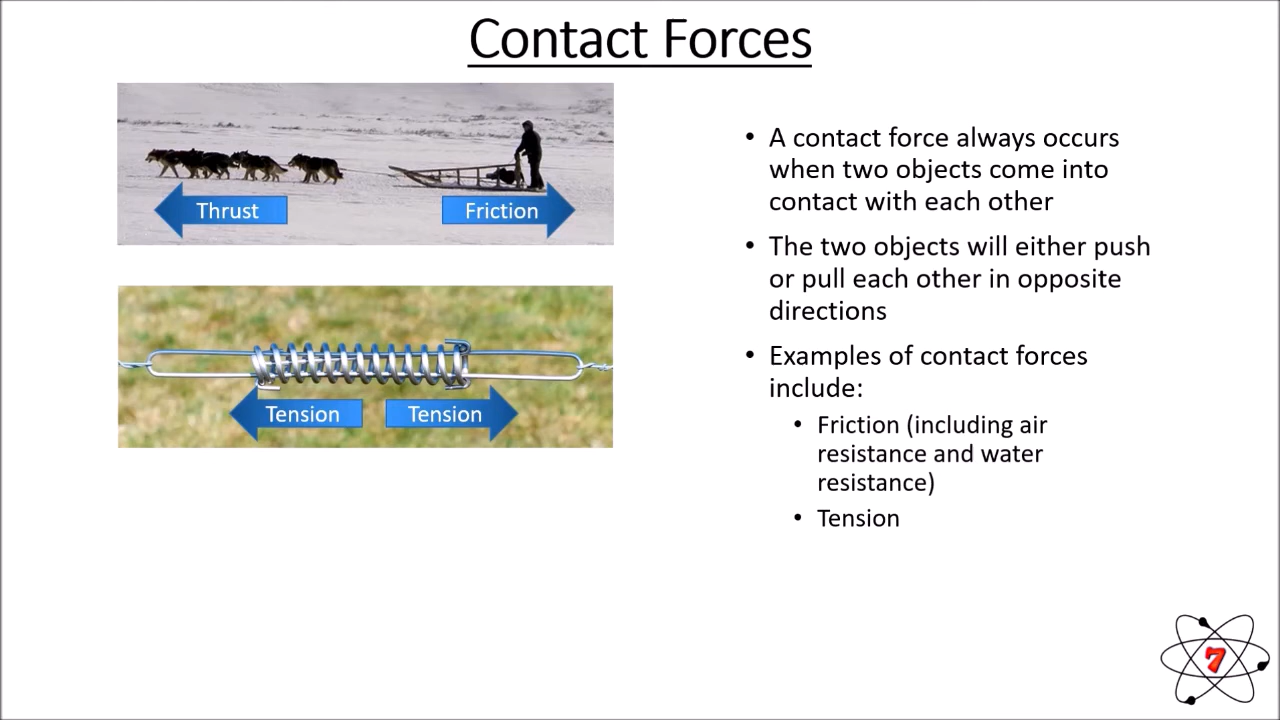 Contact Forces
Thrust
Friction
Tension
Tension
• A contact force always occurs
when two objects come into
contact with each other
• The two objects will either push
or pull each other in opposite
directions
• Examples of contact forces
include:
• Friction (including air
resistance and water
resistance)
• Tension
7